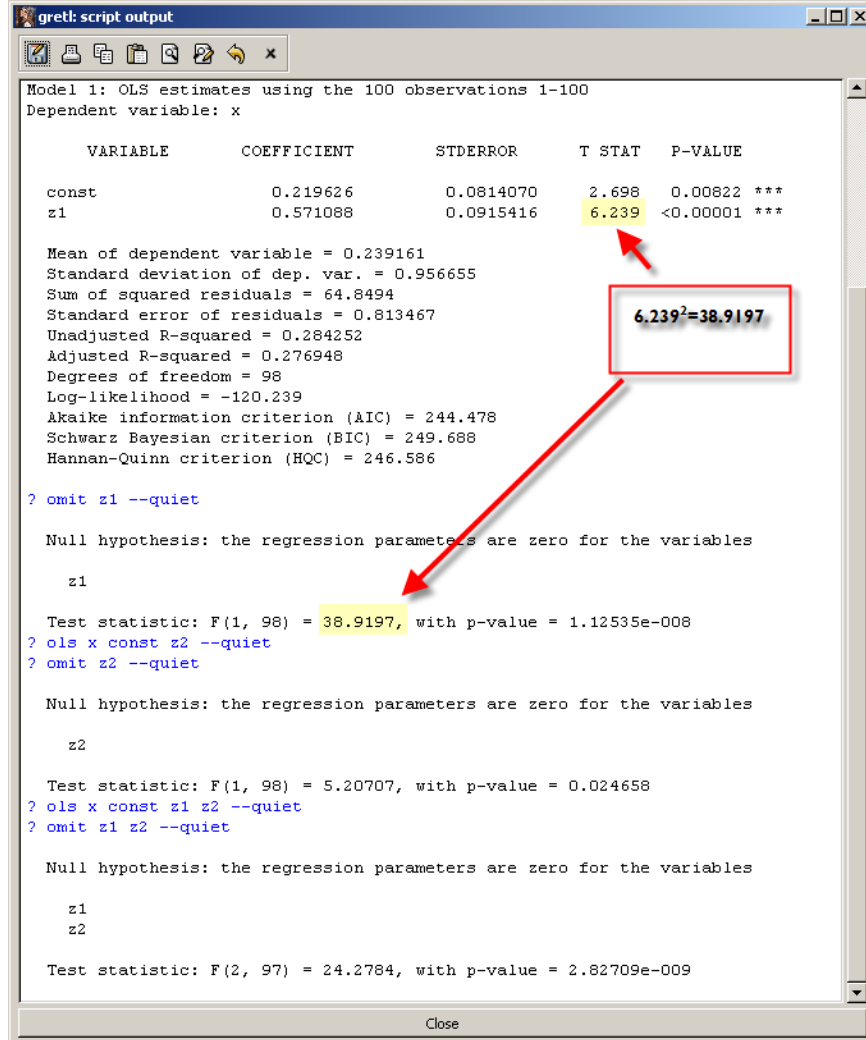 gretl: script output
Model 1: OLS estimates using the 100 observations 1-100
Dependent variable: x
VARIABLE COEFFICIENT STDERROR T STAT P-VALUE
const 0.219626 0.0814070 2.698 0.00822 ***
z1 0.571088 0.0915416 6.239 <0.00001 ***
Mean of dependent variable = 0.239161
Standard deviation of dep. var. = 0.956655
Sum of squared residuals = 64.8494
Standard error of residuals = 0.813467
6.239²=38.9197
Unadjusted R-squared = 0.284252
Adjusted R-squared = 0.276948
Degrees of freedom = 98
Log-likelihood = -120.239
Akaike information criterion (AIC) = 244.478
Schwarz Bayesian criterion (BIC) = 249.688
Hannan-Quinn criterion (HQC) = 246.586
? omit z1 --quiet
Null hypothesis: the regression parameters are zero for the variables
z1
Test statistic: F(1, 98) = 38.9197, with p-value = 1.12535e-008
? ols x const z2 --quiet
? omit z2 --quiet
Null hypothesis: the regression parameters are zero for the variables
z2
Test statistic: F(1, 98) = 5.20707, with p-value = 0.024658
? ols x const z1 z2 --quiet
? omit z1 z2 --quiet
Null hypothesis: the regression parameters are zero for the variables
z1
z2
Test statistic: F(2, 97) = 24.2784, with p-value = 2.82709e-009
Close